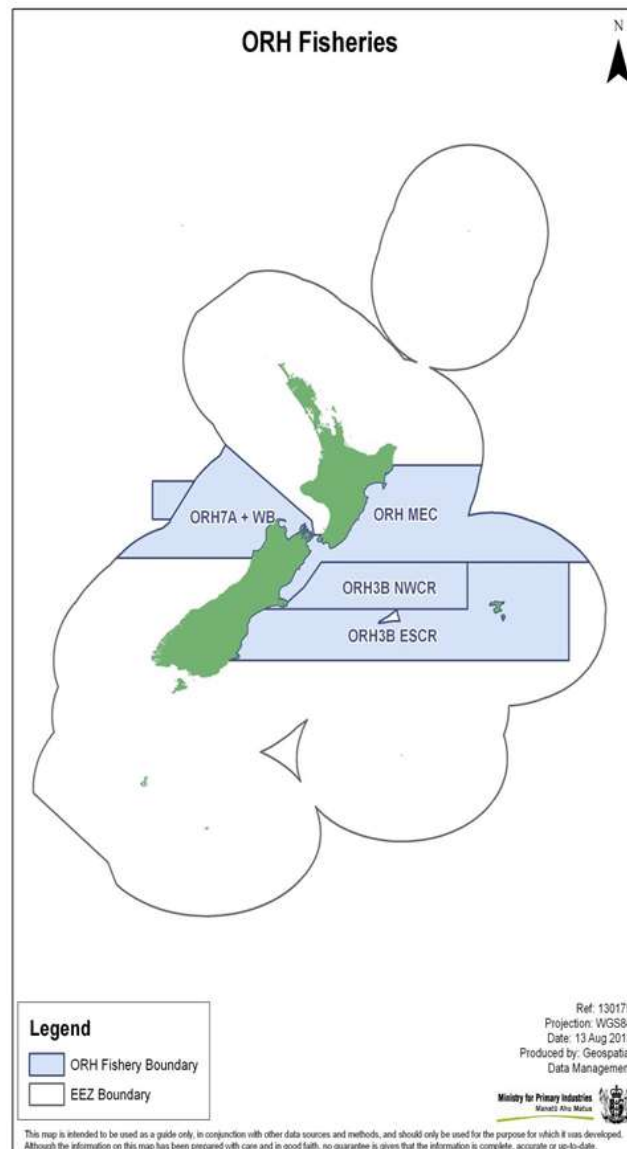 ORH Fisheries
N
ORH7A + WB
ORH MEC
ORH3B NWCR
ORH3B ESCR
Ref: 13017
Projection: WGS8
Date: 13 Aug 201
Produced by: Geospatia
Data Managemen
Legend
ORH Fishery Boundary
EEZ Boundary
Ministry for Primary Industries
Manatū Ahu Matua
This map is intended to be used as a guide only, in conjunction with other data sources and methods, and should only be used for the purpose for which it was developed.
Although the information on this map has been prepared with care and in good faith, no guarantee is given that the information is complete, accurate or up-to-date.